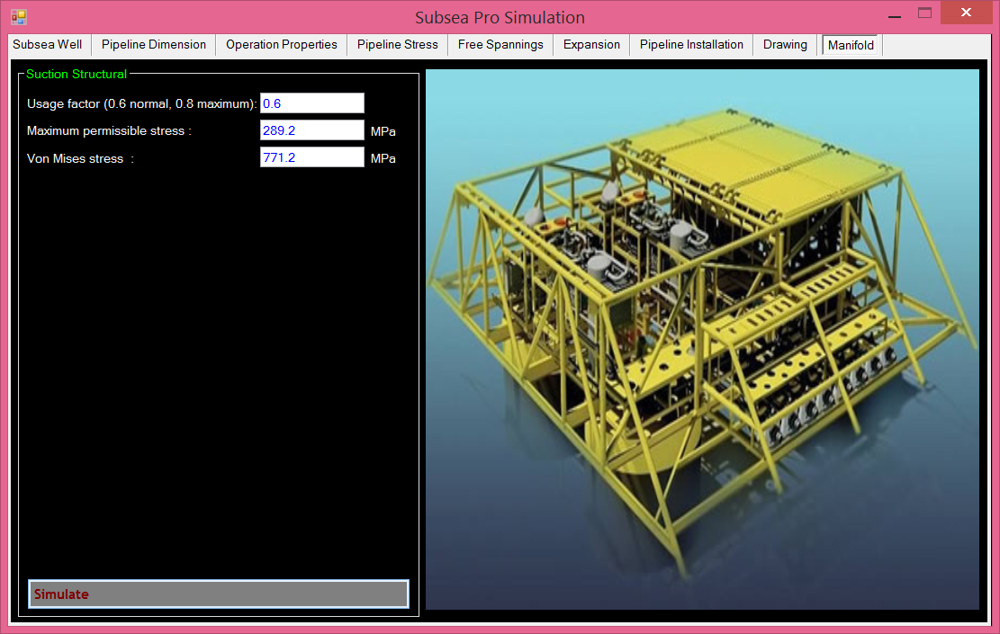 Subsea Pro Simulation
Subsea Well Pipeline Dimension Operation Properties Pipeline Stress Free Spannings Expansion Pipeline Installation Drawing Manifold
Suction Structural
Usage factor (0.6 normal, 0.8 maximum): 0.6
Maximum permissible stress : 289.2 MPa
Von Mises stress : 771.2 MPa
Simulate